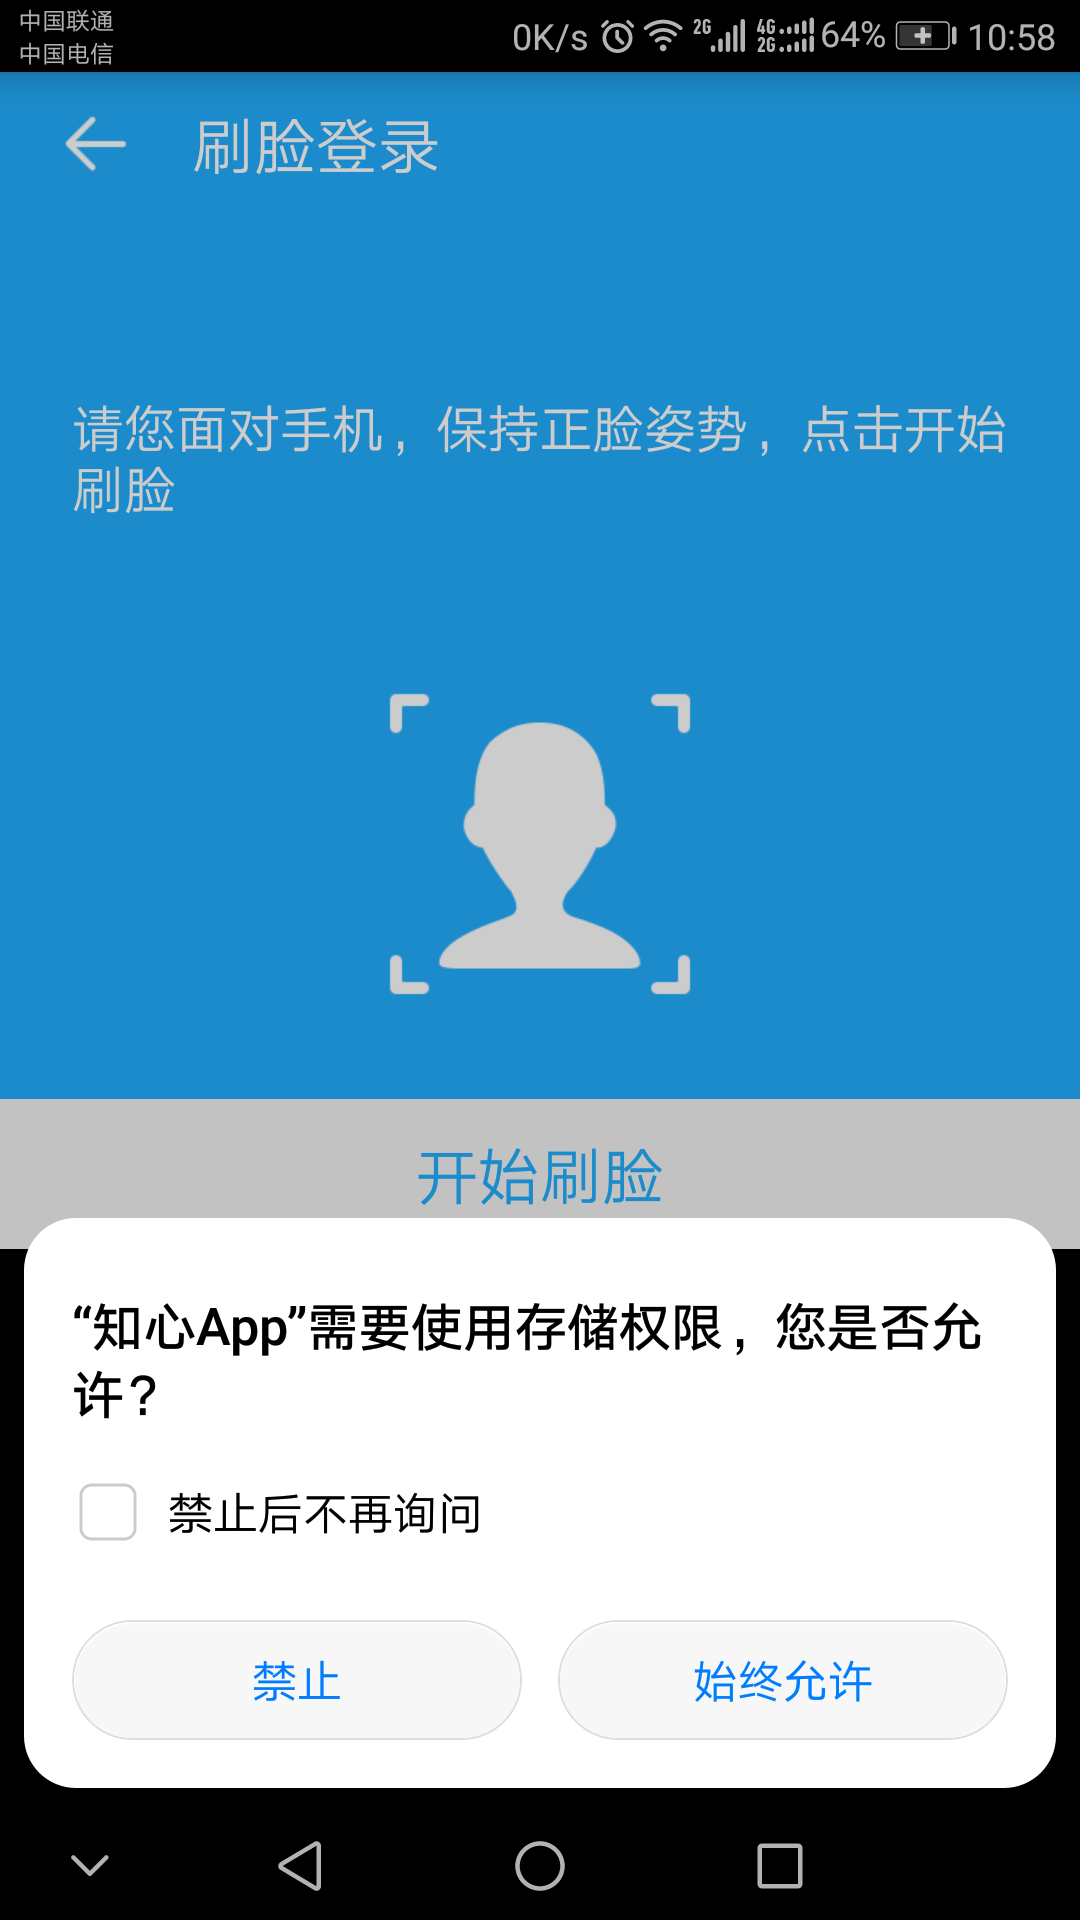 中国联通
中国电信
0K/s 2G 4G 2G 64% 10:58
刷脸登录
请您面对手机，保持正脸姿势，点击开始
刷脸
开始刷脸
“知心App”需要使用存储权限，您是否允
许？
禁止后不再询问
禁止 始终允许